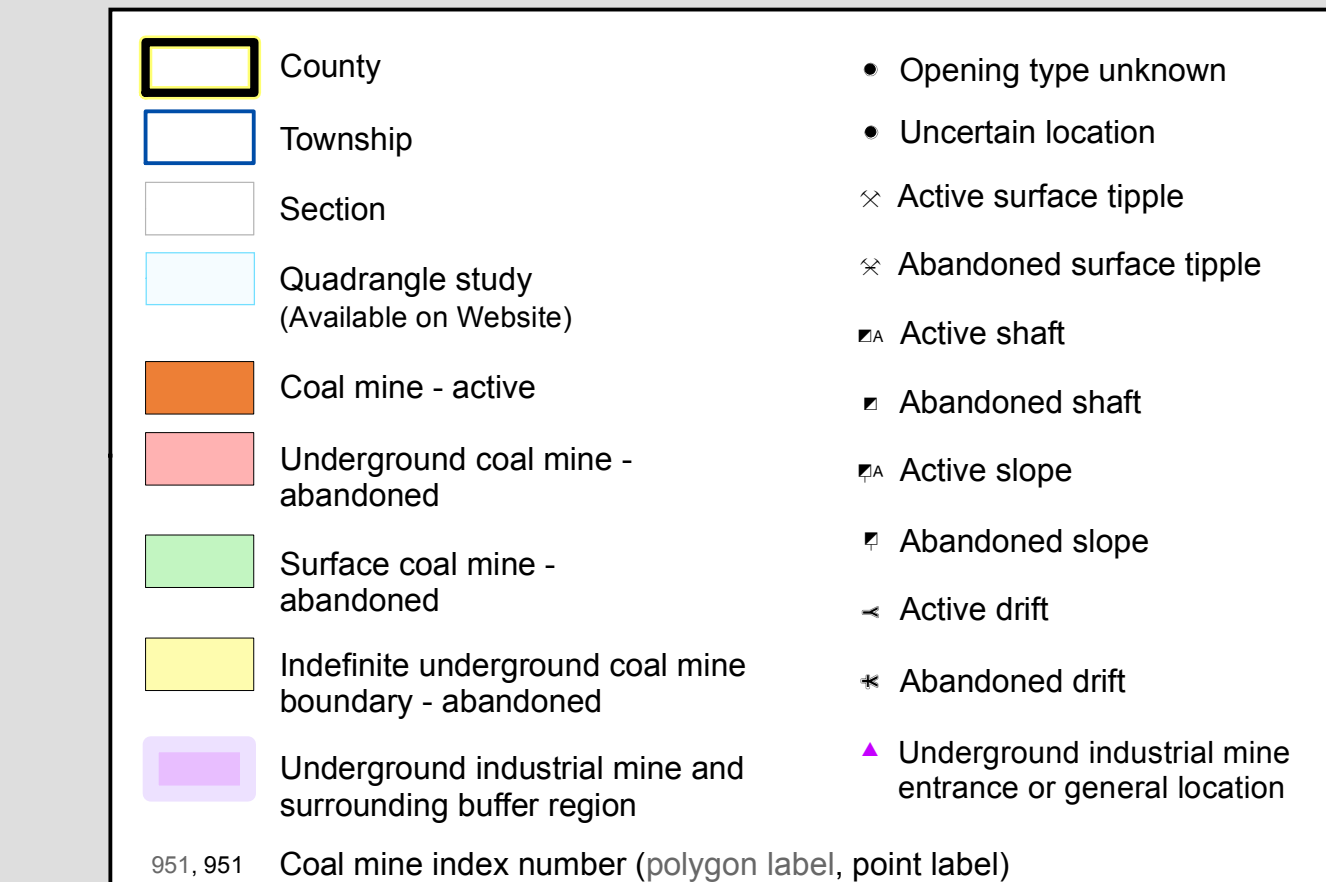 County
Township
Section
Quadrangle study
(Available on Website)
Coal mine - active
Underground coal mine -
abandoned
Surface coal mine -
abandoned
Indefinite underground coal mine
boundary - abandoned
Underground industrial mine and
surrounding buffer region
951, 951 Coal mine index number (polygon label, point label)
Opening type unknown
Uncertain location
Active surface tipple
Abandoned surface tipple
A Active shaft
Abandoned shaft
A Active slope
Abandoned slope
Active drift
Abandoned drift
Underground industrial mine
entrance or general location